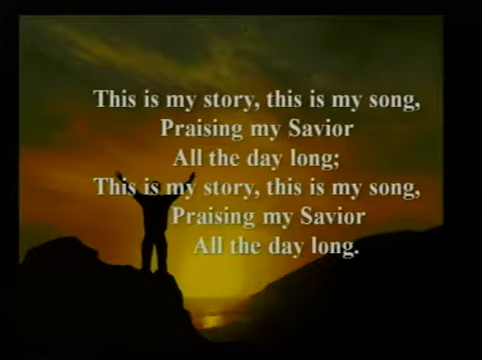 This is my story, this is my song,
Praising my Savior
All the day long;
This is my story, this is my song,
Praising my Savior
All the day long.